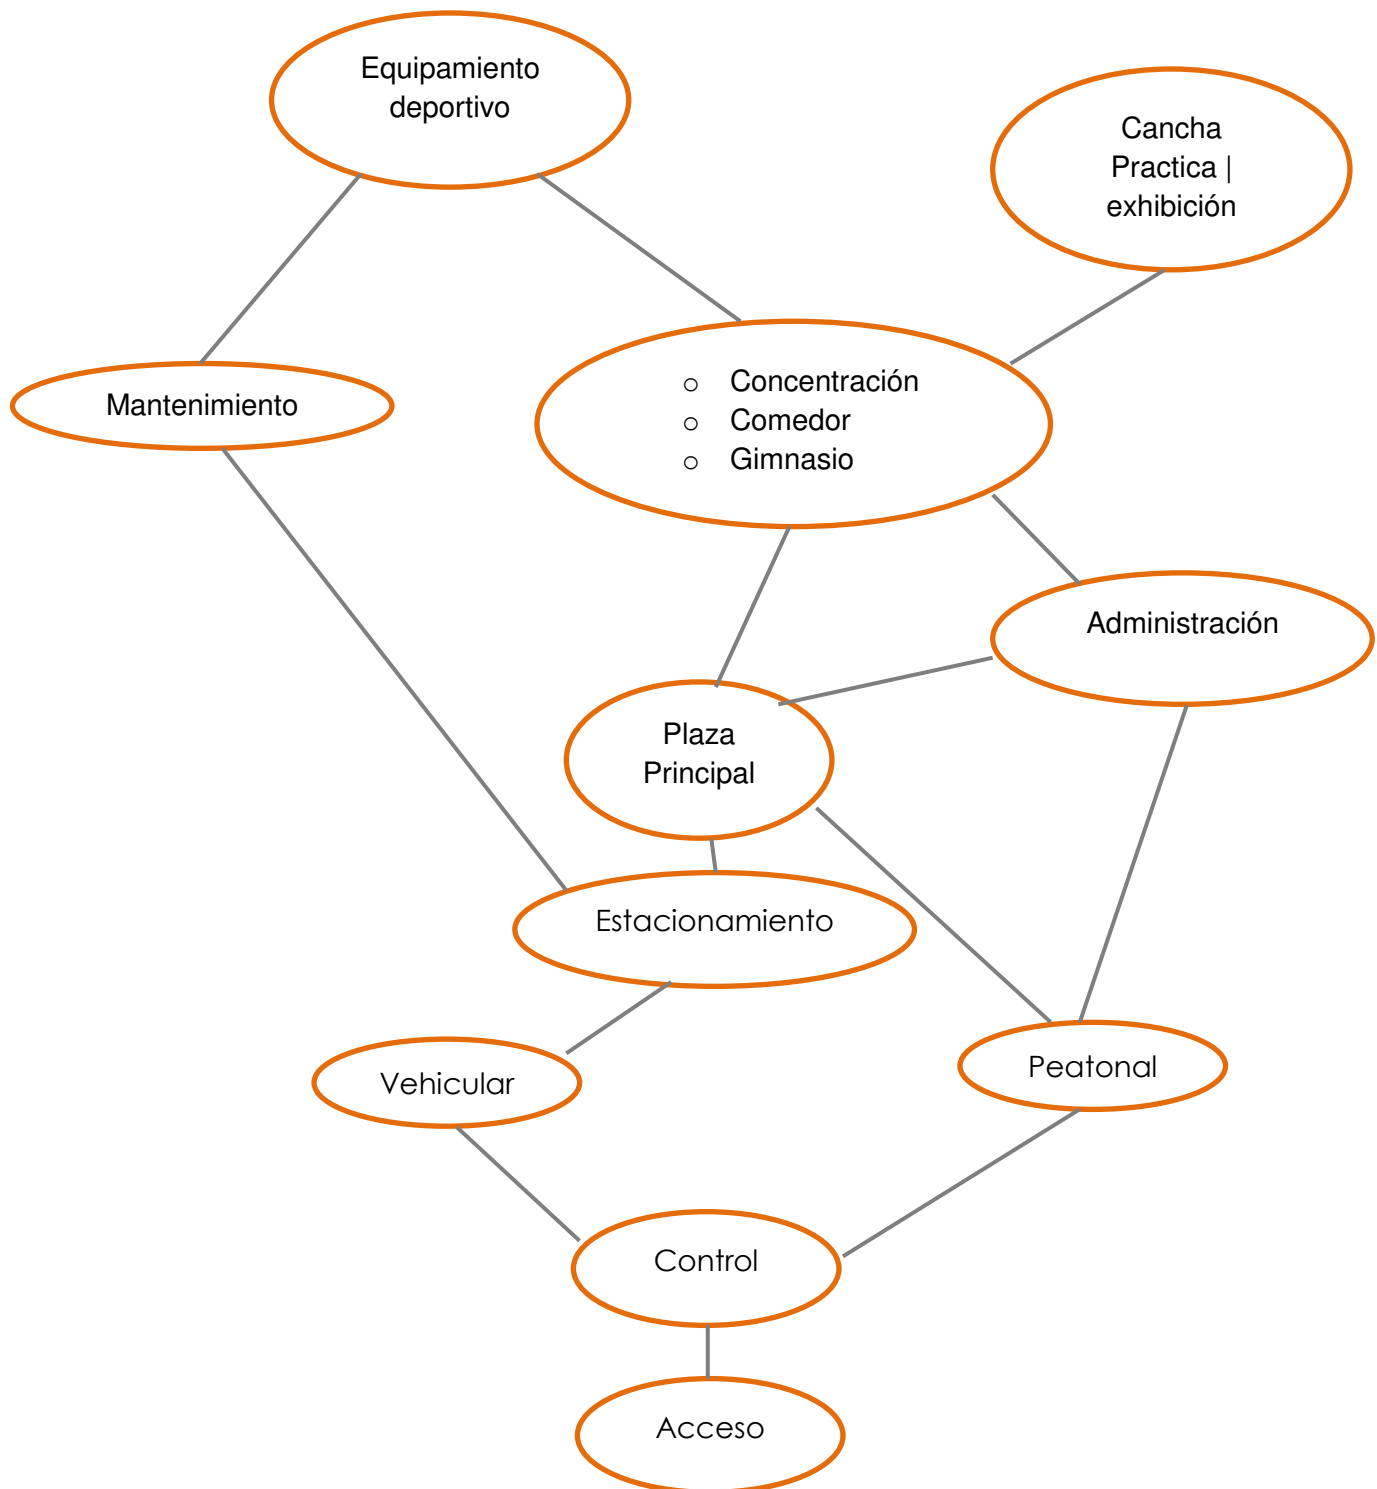 Equipamiento
deportivo
Cancha
Practica |
exhibición
Mantenimiento
o Concentración
o Comedor
o Gimnasio
Administración
Plaza
Principal
Estacionamiento
Vehicular
Peatonal
Control
Acceso